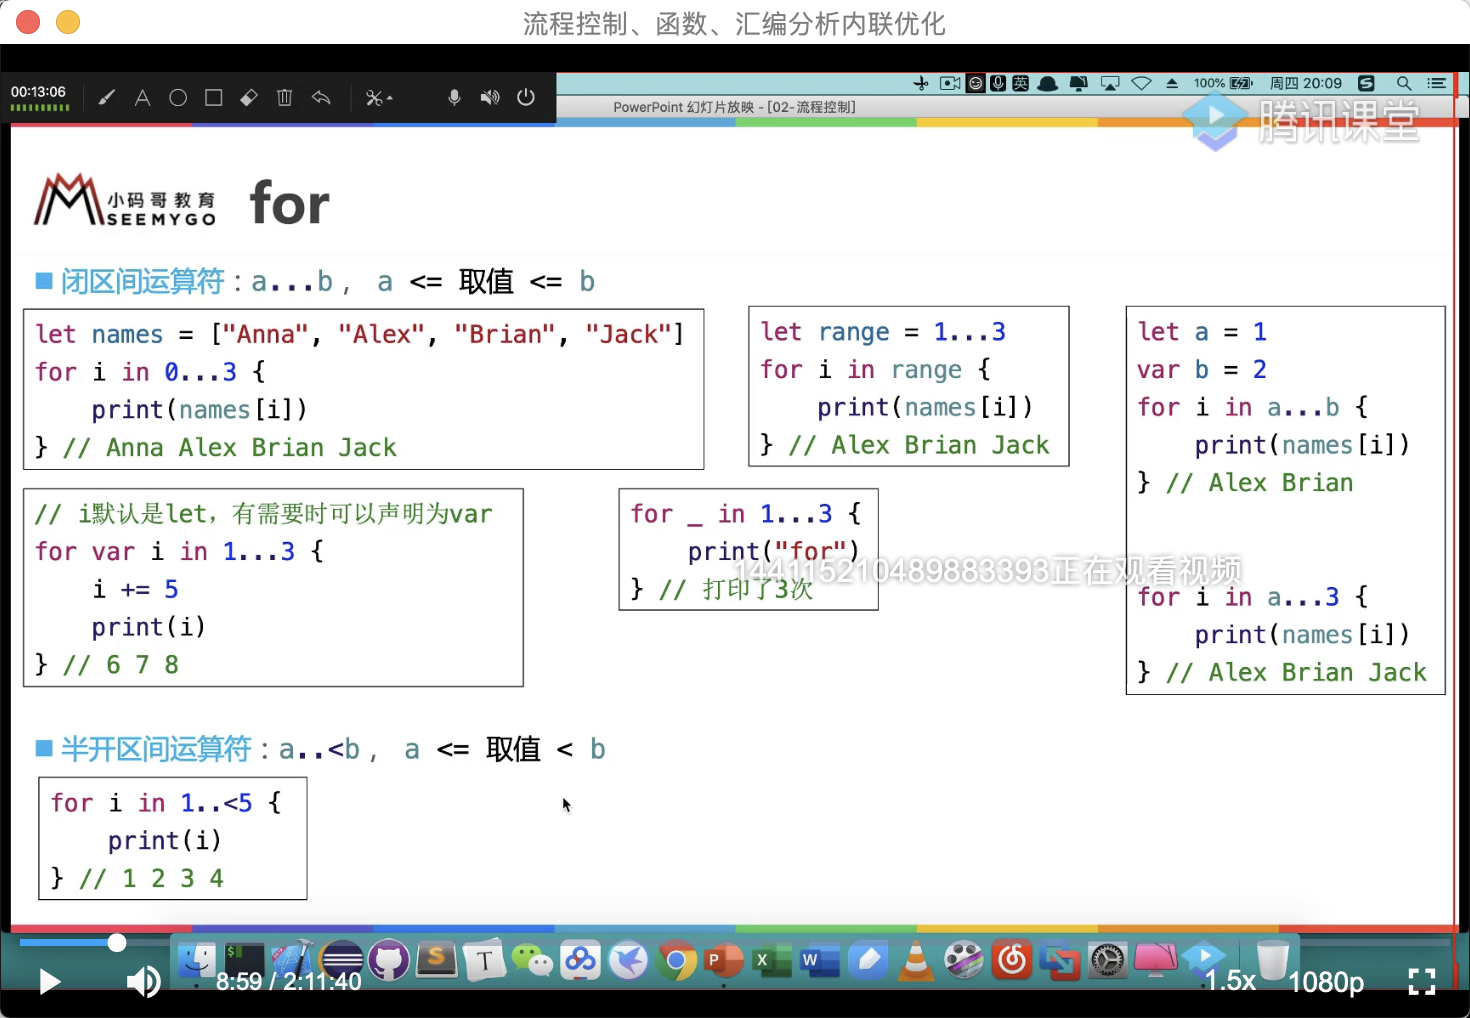 流程控制、函数、汇编分析内联优化
00:13:06
英
100%
周四 20:09
PowerPoint 幻灯片放映 - [02-流程控制]
腾讯课堂
小码哥教育
SEEMYGO
for
闭区间运算符：a...b， a <= 取值 <= b
let names = ["Anna", "Alex", "Brian", "Jack"]
for i in 0...3 {
    print(names[i])
} // Anna Alex Brian Jack
let range = 1...3
for i in range {
    print(names[i])
} // Alex Brian Jack
let a = 1
var b = 2
for i in a...b {
    print(names[i])
} // Alex Brian
for i in a...3 {
    print(names[i])
} // Alex Brian Jack
// i默认是let，有需要时可以声明为var
for var i in 1...3 {
    i += 5
    print(i)
} // 6 7 8
for _ in 1...3 {
    print("for")
} // 打印了3次
144115210489883393正在观看视频
半开区间运算符：a..<b， a <= 取值 < b
for i in 1..<5 {
    print(i)
} // 1 2 3 4
8:59 / 2:11:40
1.5x
1080p